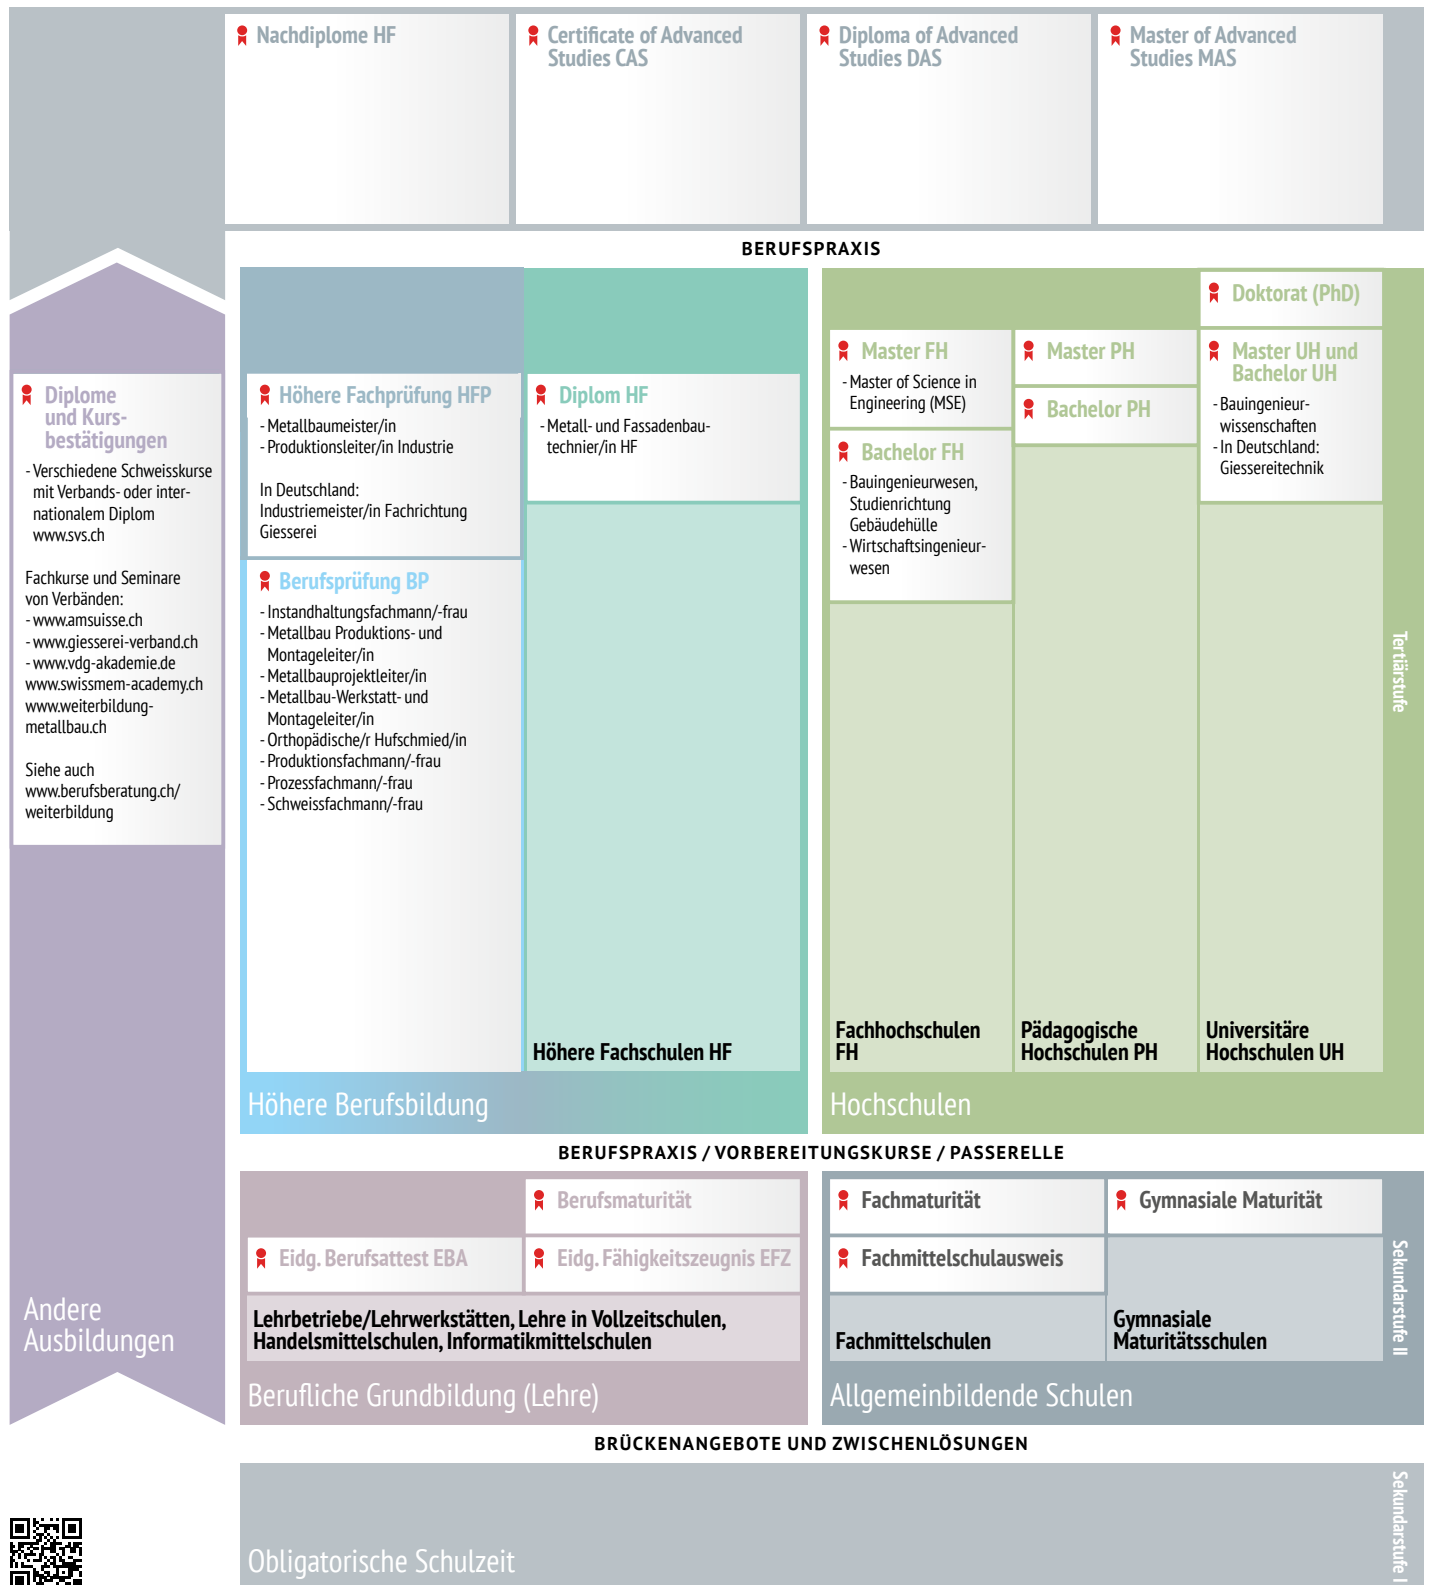 Nachdiplome HF
Certificate of Advanced
Studies CAS
Diploma of Advanced
Studies DAS
Master of Advanced
Studies MAS
BERUFSPRAXIS
Diplome
und Kurs-
bestätigungen
- Verschiedene Schweisskurse
mit Verbands- oder inter-
nationalem Diplom
www.svs.ch
Fachkurse und Seminare
von Verbänden:
- www.amsuisse.ch
- www.giesserei-verband.ch
- www.vdg-akademie.de
www.swissmem-academy.ch
www.weiterbildung-
metallbau.ch
Siehe auch
www.berufsberatung.ch/
weiterbildung
Andere
Ausbildungen
Höhere Fachprüfung HFP
- Metallbaumeister/in
- Produktionsleiter/in Industrie
In Deutschland:
Industriemeister/in Fachrichtung
Giesserei
Berufsprüfung BP
- Instandhaltungsfachmann/-frau
- Metallbau Produktions- und
Montageleiter/in
- Metallbauprojektleiter/in
- Metallbau-Werkstatt- und
Montageleiter/in
- Orthopädische/r Hufschmied/in
- Produktionsfachmann/-frau
- Prozessfachmann/-frau
- Schweissfachmann/-frau
Diplom HF
- Metall- und Fassadenbau-
technier/in HF
Höhere Fachschulen HF
Höhere Berufsbildung
Master FH
- Master of Science in
Engineering (MSE)
Bachelor FH
- Bauingenieurwesen,
Studienrichtung
Gebäudehülle
- Wirtschaftsingenieur-
wesen
Fachhochschulen
FH
Master PH
Bachelor PH
Pädagogische
Hochschulen PH
Doktorat (PhD)
Master UH und
Bachelor UH
- Bauingenieur-
wissenschaften
- In Deutschland:
Giessereitechnik
Universitäre
Hochschulen UH
Hochschulen
Tertiärstufe
BERUFSPRAXIS / VORBEREITUNGSKURSE / PASSERELLE
Berufsmaturität
Eidg. Berufsattest EBA
Eidg. Fähigkeitszeugnis EFZ
Lehrbetriebe/Lehrwerkstätten, Lehre in Vollzeitschulen,
Handelsmittelschulen, Informatikmittelschulen
Berufliche Grundbildung (Lehre)
Fachmaturität
Fachmittelschulausweis
Fachmittelschulen
Gymnasiale Maturität
Gymnasiale
Maturitätsschulen
Allgemeinbildende Schulen
Sekundarstufe II
BRÜCKENANGEBOTE UND ZWISCHENLÖSUNGEN
Obligatorische Schulzeit
Sekundarstufe I